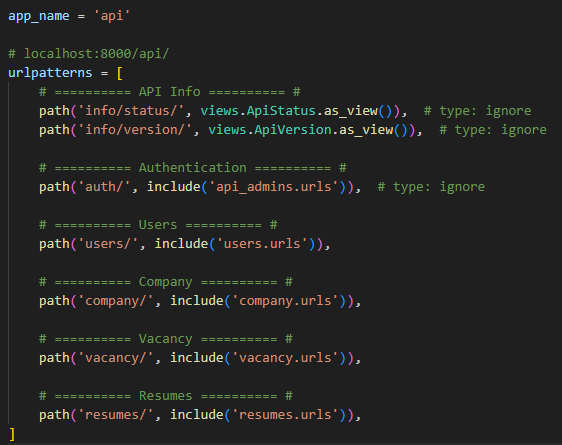 app_name = 'api'
# localhost:8000/api/
urlpatterns = [
# ========== API Info ========== #
path('info/status/', views.ApiStatus.as_view()),  # type: ignore
path('info/version/', views.ApiVersion.as_view()),  # type: ignore
# ========== Authentication ========== #
path('auth/', include('api_admins.urls')),  # type: ignore
# ========== Users ========== #
path('users/', include('users.urls')),
# ========== Company ========== #
path('company/', include('company.urls')),
# ========== Vacancy ========== #
path('vacancy/', include('vacancy.urls')),
# ========== Resumes ========== #
path('resumes/', include('resumes.urls')),
]